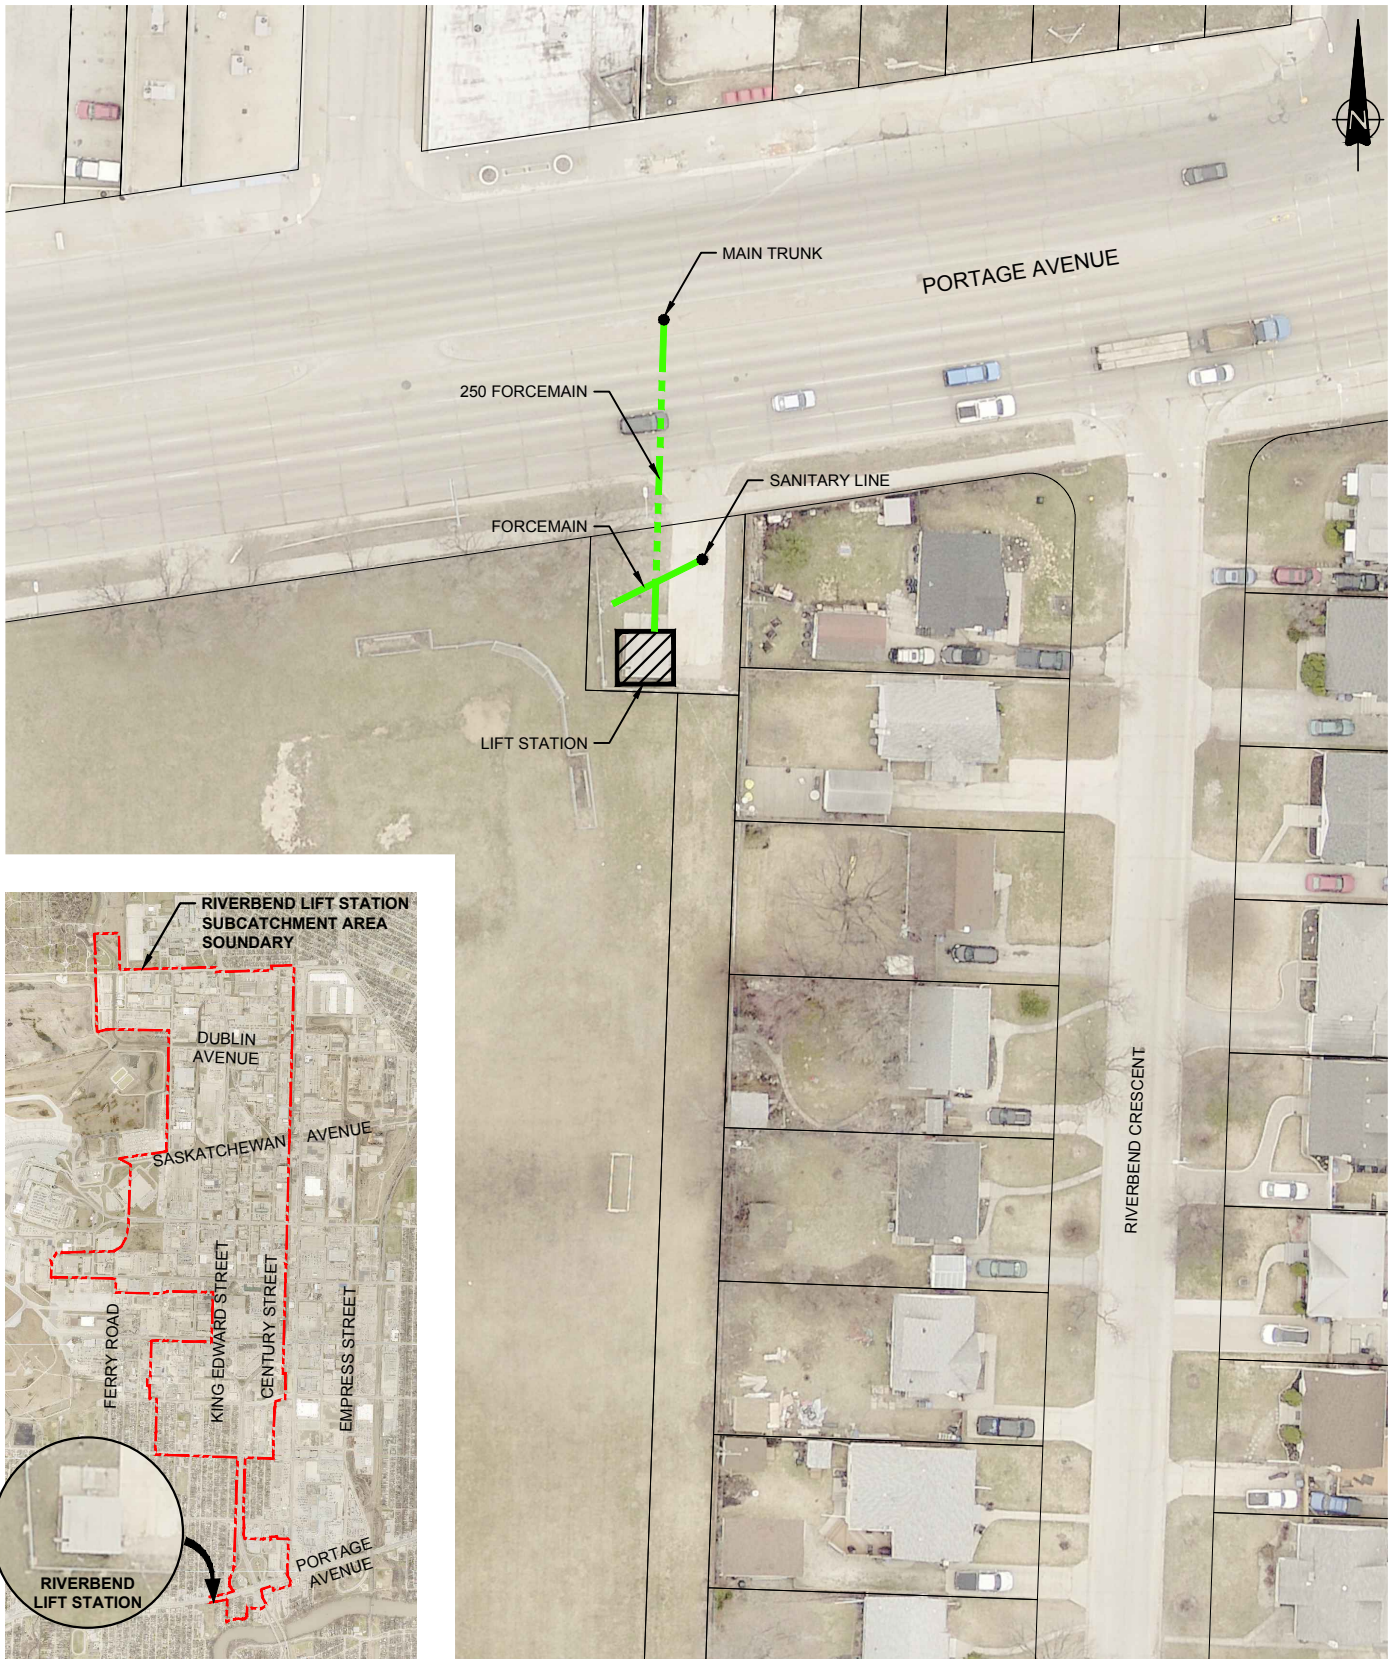 N
MAIN TRUNK
PORTAGE AVENUE
250 FORCEMAIN
SANITARY LINE
FORCEMAIN
LIFT STATION
RIVERBEND CRESCENT
RIVERBEND LIFT STATION
SUBCATCHMENT AREA
SOUNDARY
DUBLIN
AVENUE
SASKATCHEWAN AVENUE
FERRY ROAD
KING EDWARD STREET
CENTURY STREET
EMPRESS STREET
PORTAGE
AVENUE
RIVERBEND
LIFT STATION